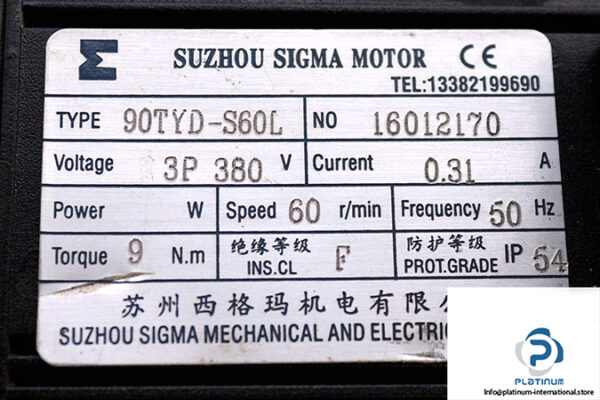 SUZHOU SIGMA MOTOR CE
TEL:13382199690
TYPE 90TYD-S60L NO 16012170
Voltage 3P 380 V Current 0.31 A
Power W Speed 60 r/min Frequency 50 Hz
Torque 9 N.m 绝缘等级 INS.CL F 防护等级 PROT.GRADE IP 54
苏州西格玛机电有限
SUZHOU SIGMA MECHANICAL AND ELECTRIC
PLATINUM
Info@platinum-international.store